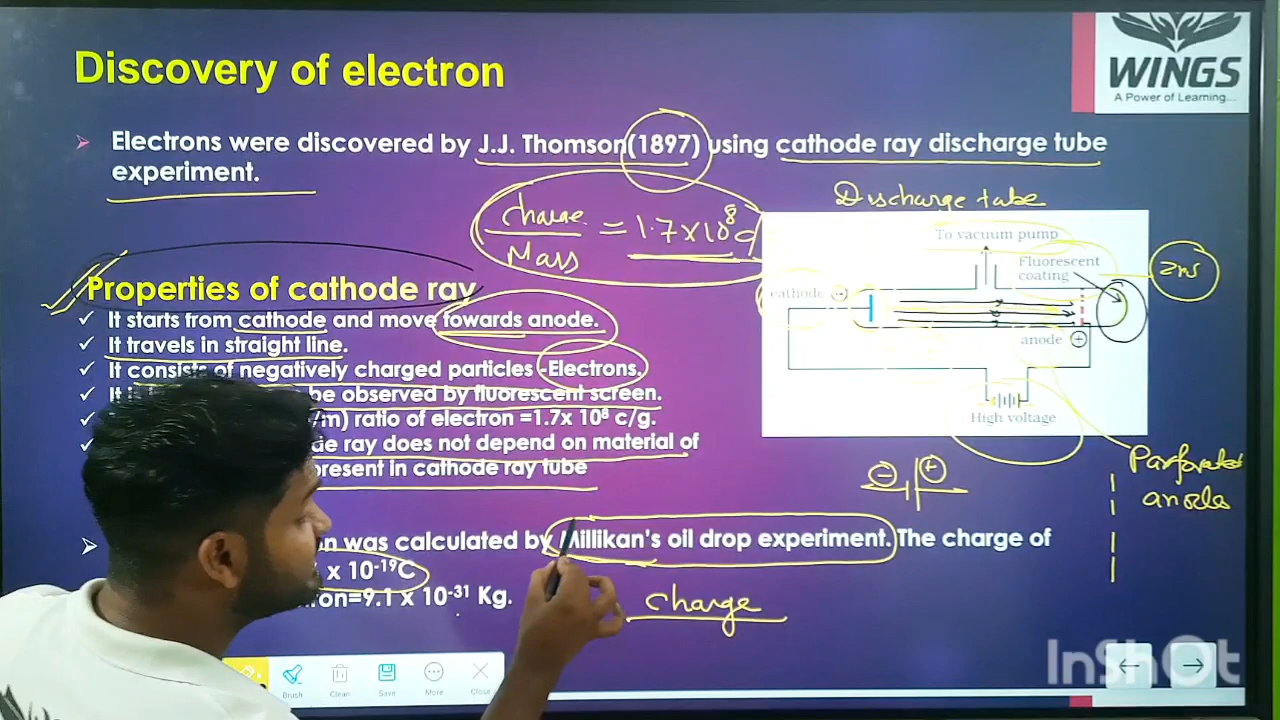 Discovery of electron
WINGS
A Power of Learning...
Electrons were discovered by J.J. Thomson(1897) using cathode ray discharge tube
experiment.
Discharge tube
charge
Mass
= 1.7×10⁸ c/
To vacuum pump
Fluorescent
coating
ZnS
cathode
anode
High voltage
Perforated
anode
Properties of cathode ray
It starts from cathode and move towards anode.
It travels in straight line.
It consists of negatively charged particles -Electrons.
be observed by fluorescent screen.
/m) ratio of electron =1.7x 10⁸ c/g.
de ray does not depend on material of
present in cathode ray tube
was calculated by Millikan's oil drop experiment. The charge of
x 10⁻¹⁹C
=9.1 x 10⁻³¹ Kg.
charge
Brush
Clean
Save
More
Close
InShOt